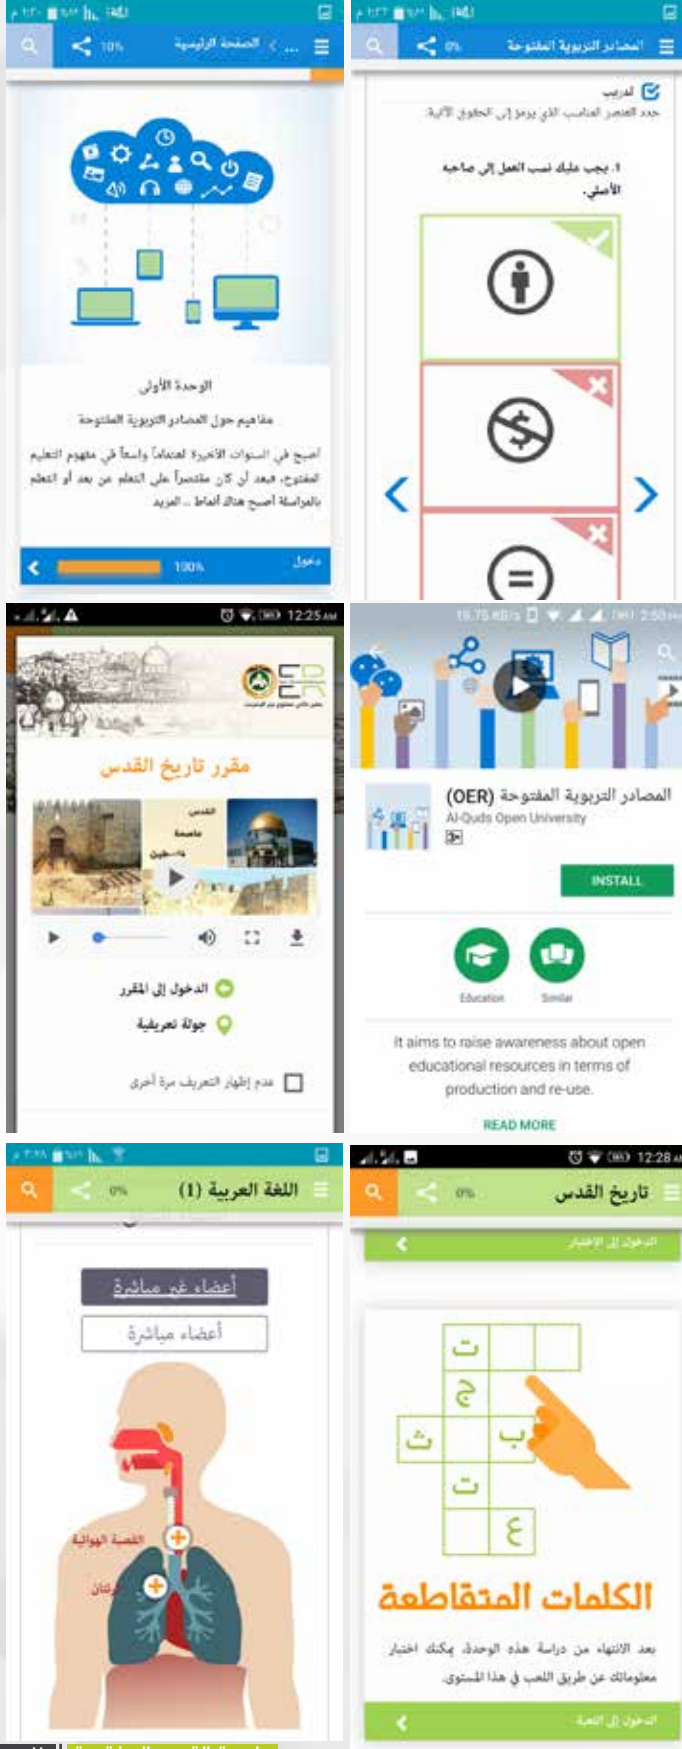 10%
الصفحة الرئيسية > ...
الوحدة الأولى
مفاهيم حول المصادر التربوية المفتوحة
أصبح في السنوات الأخيرة اهتماماً واسعاً في مفهوم التعليم
المفتوح، فبعد أن كان مقتصراً على التعلم عن بعد أو التعلم
بالمراسلة أصبح هناك أنماط .. المزيد
دخول
100%
0%
المصادر التربوية المفتوحة
تدريب
حدد العنصر المناسب الذي يرمز إلى الحقوق الآتية:
1. يجب عليك نسب العمل إلى صاحبه
الأصلي.
12:25 AM
OER
مقرر تاريخ القدس
القدس
عاصمة
فلسطين
الدخول إلى المقرر
جولة تعريفية
عدم إظهار التعريف مرة أخرى
2:50
المصادر التربوية المفتوحة (OER)
Al-Quds Open University
3+
INSTALL
Education
Similar
It aims to raise awareness about open
educational resources in terms of
production and re-use.
READ MORE
0%
اللغة العربية (1)
أعضاء غير مباشرة
أعضاء مباشرة
القصبة الهوائية
12:28
0%
تاريخ القدس
الدخول إلى الاختبار
ت
ج
ب
ث
ت
ع
الكلمات المتقاطعة
بعد الانتهاء من دراسة هذه الوحدة، يمكنك اختبار
معلوماتك عن طريق اللعب في هذا المستوى.
الدخول إلى اللعبة